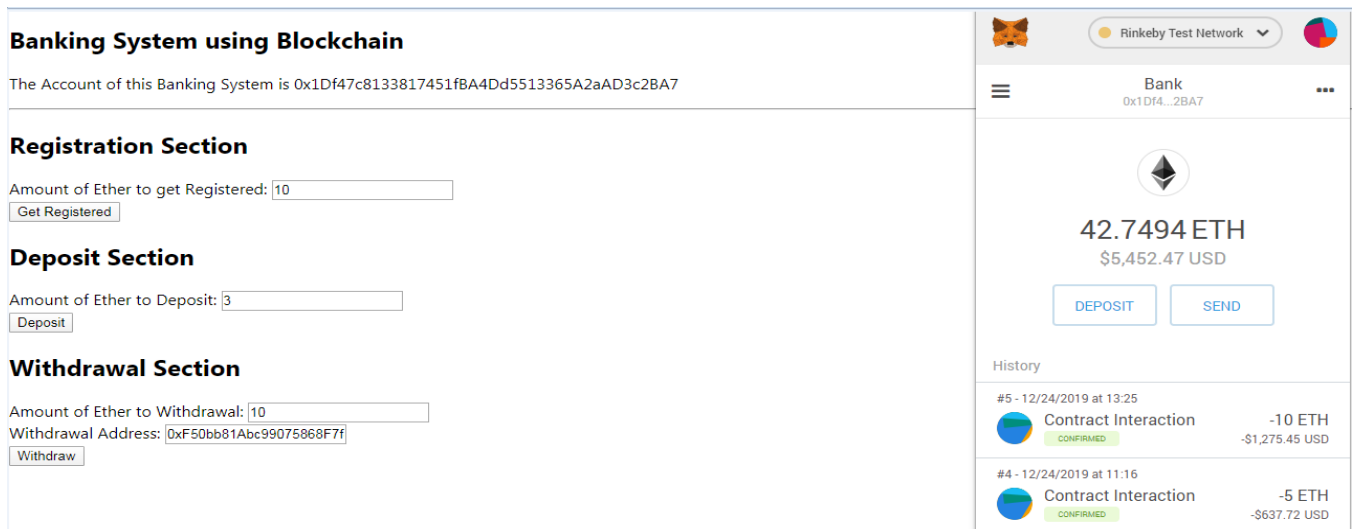 Banking System using Blockchain
The Account of this Banking System is 0x1Df47c8133817451fBA4Dd5513365A2aAD3c2BA7
Registration Section
Amount of Ether to get Registered: 10
Get Registered
Deposit Section
Amount of Ether to Deposit: 3
Deposit
Withdrawal Section
Amount of Ether to Withdrawal: 10
Withdrawal Address: 0xF50bb81Abc99075868F7f
Withdraw
Rinkeby Test Network
Bank
0x1Df4...2BA7
42.7494 ETH
$5,452.47 USD
DEPOSIT SEND
History
#5 - 12/24/2019 at 13:25
Contract Interaction -10 ETH
CONFIRMED -$1,275.45 USD
#4 - 12/24/2019 at 11:16
Contract Interaction -5 ETH
CONFIRMED -$637.72 USD